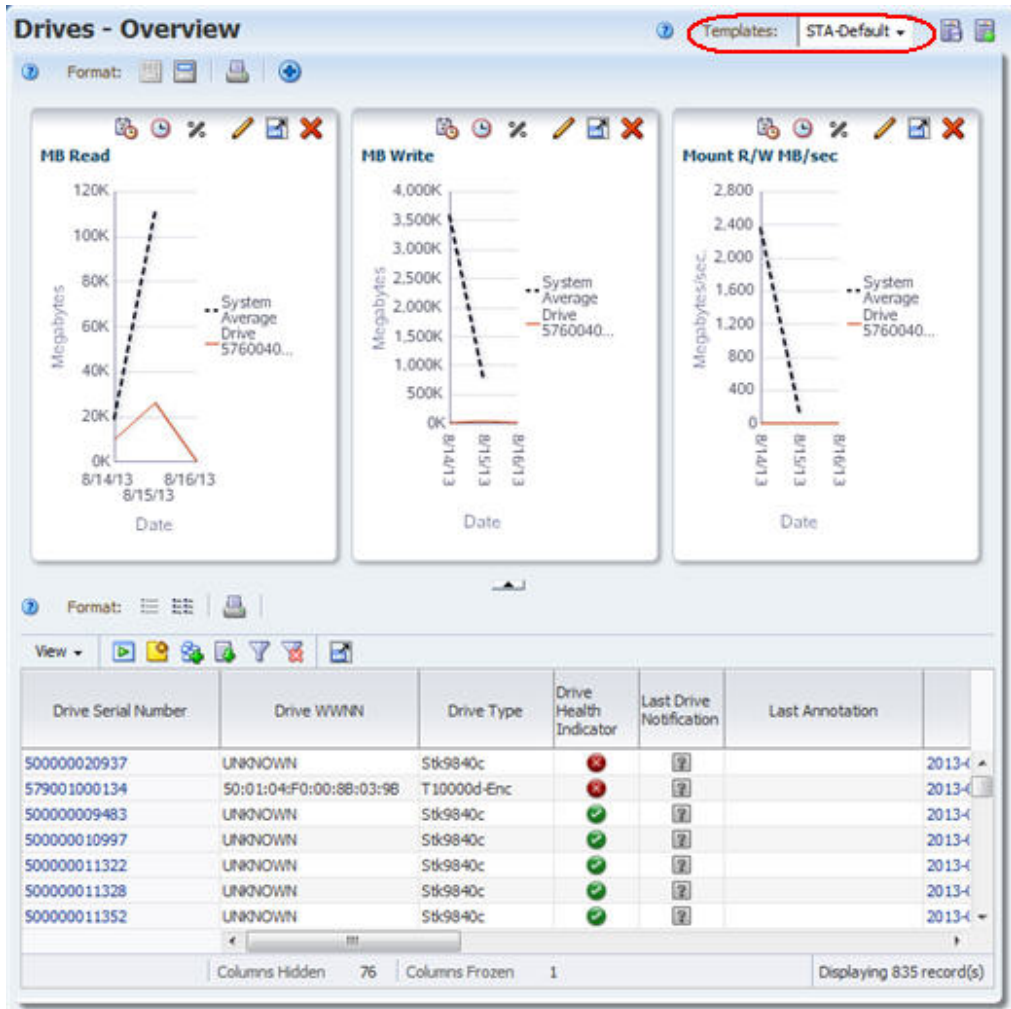 Drives - Overview
Templates: STA-Default
Format:
MB Read
120K
100K
80K
60K
40K
20K
0K
Megabytes
8/14/13
8/15/13
8/16/13
Date
System
Average
Drive
5760040...
MB Write
4,000K
3,500K
3,000K
2,500K
2,000K
1,500K
1,000K
500K
0K
Megabytes
8/14/13
8/15/13
8/16/13
Date
System
Average
Drive
5760040...
Mount R/W MB/sec
2,800
2,400
2,000
1,600
1,200
800
400
0
Megabytes/sec.
8/14/13
8/15/13
8/16/13
Date
System
Average
Drive
5760040...
Format:
View
Drive Serial Number Drive WWNN Drive Type Drive Health Indicator Last Drive Notification Last Annotation
500000020937 UNKNOWN Stk9840c 2013-
579001000134 50:01:04:F0:00:8B:03:9B T10000d-Enc 2013-
500000009483 UNKNOWN Stk9840c 2013-
500000010997 UNKNOWN Stk9840c 2013-
500000011322 UNKNOWN Stk9840c 2013-
500000011328 UNKNOWN Stk9840c 2013-
500000011352 UNKNOWN Stk9840c 2013-
Columns Hidden 76 Columns Frozen 1 Displaying 835 record(s)